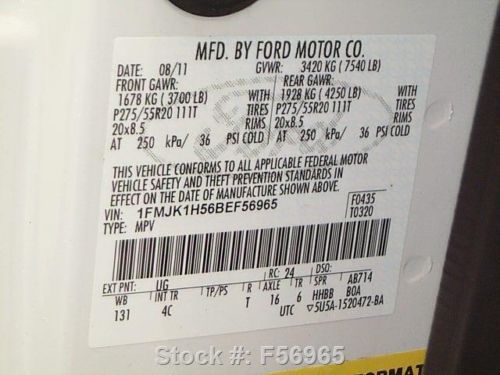 MFD. BY FORD MOTOR CO.
DATE: 08/11 GVWR: 3420 KG ( 7540 LB)
FRONT GAWR: REAR GAWR:
1678 KG ( 3700 LB) WITH 1928 KG ( 4250 LB) WITH
P275/55R20 111T TIRES P275/55R20 111T TIRES
20x8.5 RIMS 20x8.5 RIMS
AT 250 kPa/ 36 PSI COLD AT 250 kPa/ 36 PSI COLD
THIS VEHICLE CONFORMS TO ALL APPLICABLE FEDERAL MOTOR
VEHICLE SAFETY AND THEFT PREVENTION STANDARDS IN
EFFECT ON THE DATE OF MANUFACTURE SHOWN ABOVE.
VIN: 1FMJK1H56BEF56965 F0435
TYPE: MPV T0320
EXT PNT: UG RC: 24 DSO:
WB INT TR TP/PS R AXLE TR SPR AB714
131 4C T 16 6 HHBB BOA
UTC 5U5A-1520472-BA
Stock #: F56965